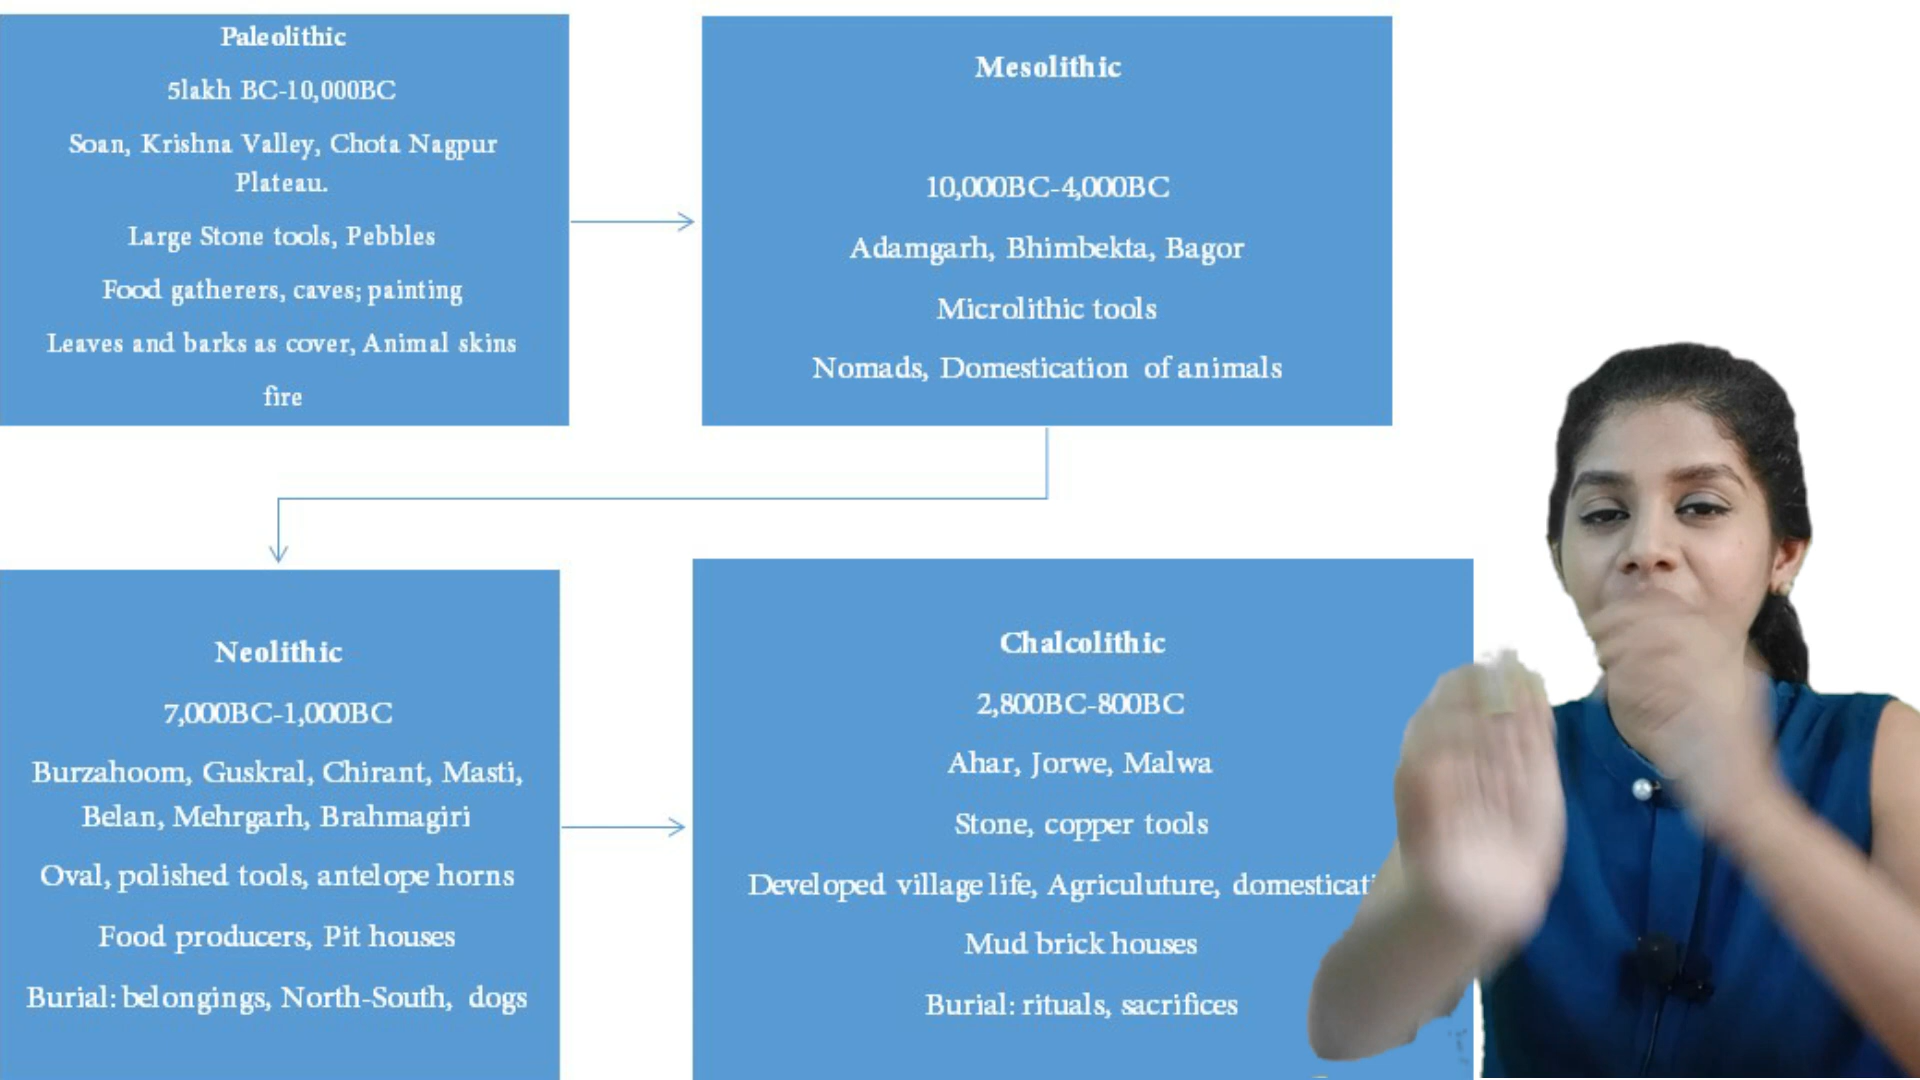 Paleolithic
5lakh BC-10,000BC
Soan, Krishna Valley, Chota Nagpur
Plateau.
Large Stone tools, Pebbles
Food gatherers, caves; painting
Leaves and barks as cover, Animal skins
fire
Mesolithic
10,000BC-4,000BC
Adamgarh, Bhimbekta, Bagor
Microlithic tools
Nomads, Domestication of animals
Neolithic
7,000BC-1,000BC
Burzahoom, Guskral, Chirant, Masti,
Belan, Mehrgarh, Brahmagiri
Oval, polished tools, antelope horns
Food producers, Pit houses
Burial: belongings, North-South, dogs
Chalcolithic
2,800BC-800BC
Ahar, Jorwe, Malwa
Stone, copper tools
Developed village life, Agriculuture,
Mud brick houses
Burial: rituals, sacrifices